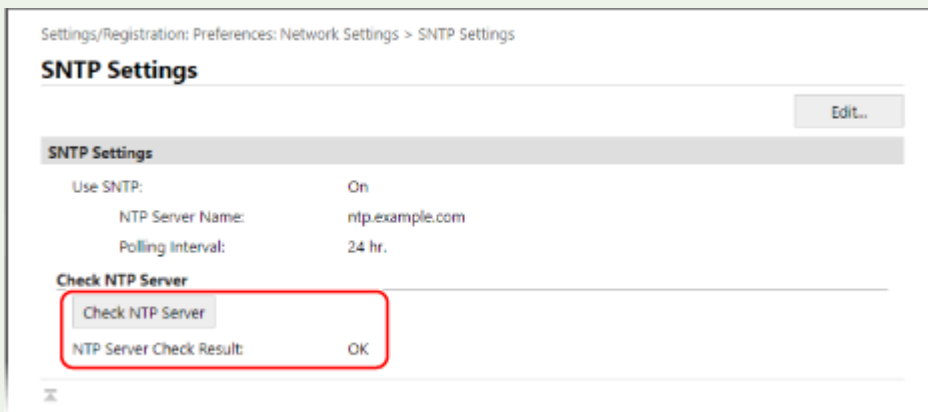 Settings/Registration: Preferences: Network Settings > SNTP Settings
SNTP Settings
Edit...
SNTP Settings
Use SNTP: On
NTP Server Name: ntp.example.com
Polling Interval: 24 hr.
Check NTP Server
Check NTP Server
NTP Server Check Result: OK